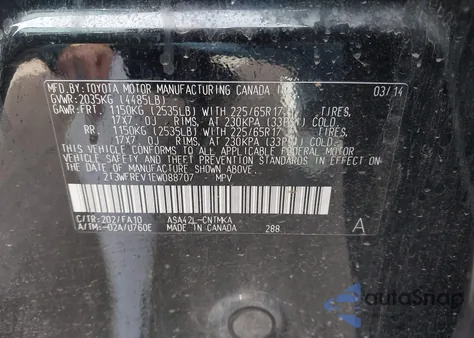 MFD.BY:TOYOTA MOTOR MANUFACTURING CANADA 03/14
GVWR:2035KG (4485LB)
GAWR:FRT. 1150KG (2535LB) WITH 225/65R17 TIRES,
17X7.0J RIMS, AT 230KPA (33PSI) COLD
RR 1150KG (2535LB) WITH 225/65R17 TIRES,
17X7.0J RIMS, AT 230KPA (33PSI) COLD
THIS VEHICLE CONFORMS TO ALL APPLICABLE FEDERAL MOTOR
VEHICLE SAFETY AND THEFT PREVENTION STANDARDS IN EFFECT ON THE DATE OF
MANUFACTURE SHOWN ABOVE.
2T3WFREV1EW088707 MPV
C/TR:202/FA10 ASA42L-CNTMKA
A/TM:-02A/U760E MADE IN CANADA 288 A
autoSnap